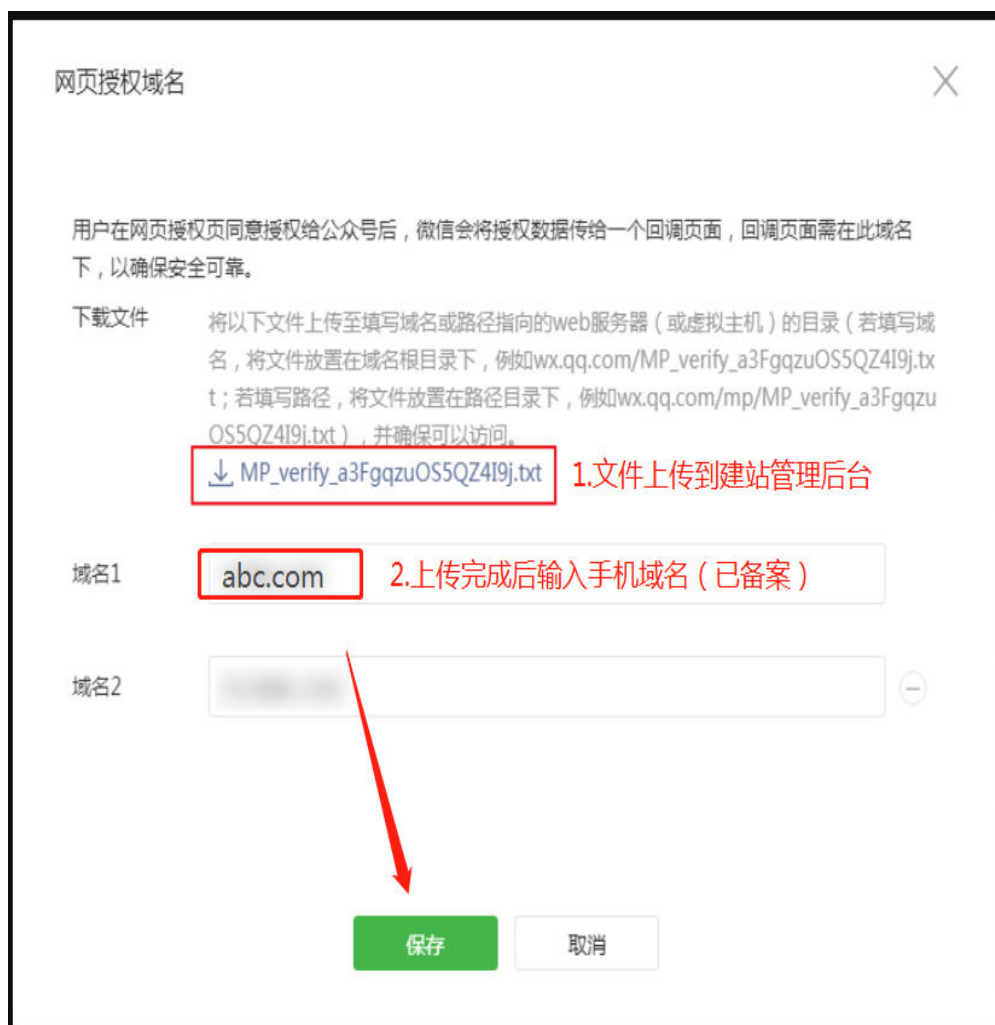 网页授权域名
用户在网页授权页同意授权给公众号后，微信会将授权数据传给一个回调页面，回调页面需在此域名
下，以确保安全可靠。
下载文件
将以下文件上传至填写域名或路径指向的web服务器（或虚拟主机）的目录（若填写域
名，将文件放置在域名根目录下，例如wx.qq.com/MP_verify_a3FgqzuOS5QZ4I9j.tx
t；若填写路径，将文件放置在路径目录下，例如wx.qq.com/mp/MP_verify_a3Fgqzu
OS5QZ4I9j.txt），并确保可以访问。
MP_verify_a3FgqzuOS5QZ4I9j.txt 1.文件上传到建站管理后台
域名1 abc.com 2.上传完成后输入手机域名（已备案）
域名2
保存 取消